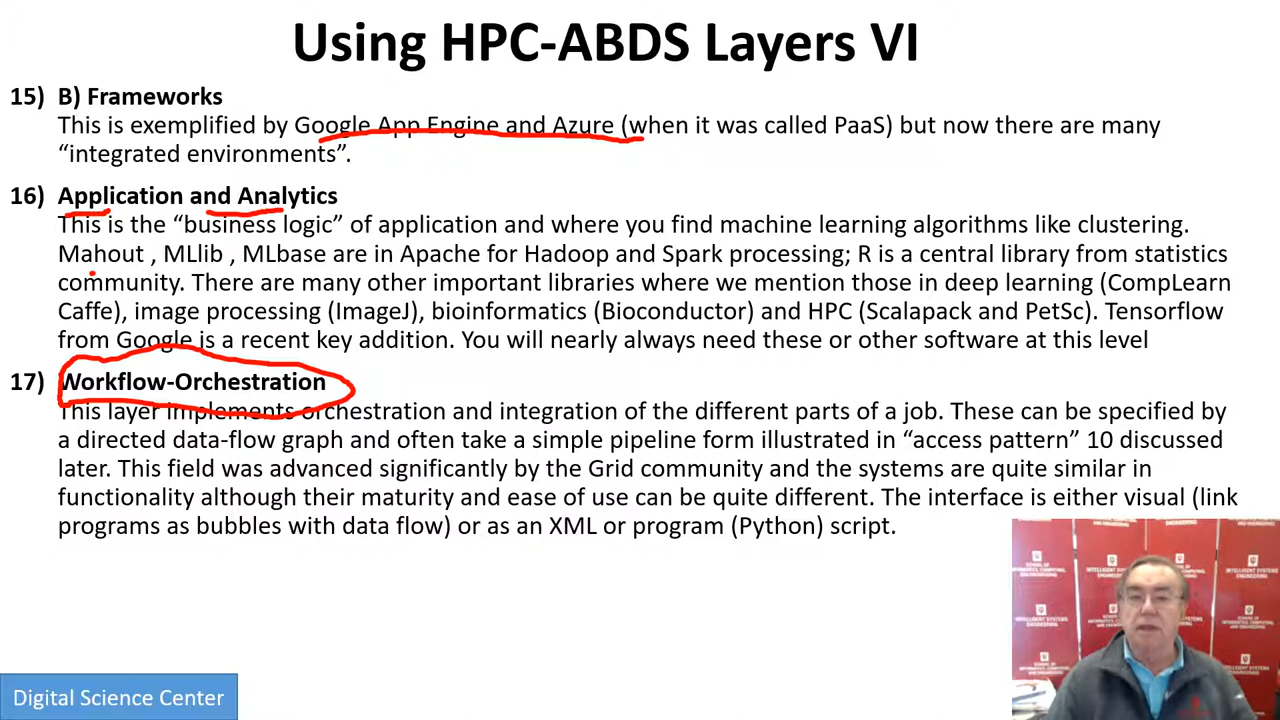 Using HPC-ABDS Layers VI
15) B) Frameworks
This is exemplified by Google App Engine and Azure (when it was called PaaS) but now there are many
“integrated environments”.
16) Application and Analytics
This is the “business logic” of application and where you find machine learning algorithms like clustering.
Mahout , MLlib , MLbase are in Apache for Hadoop and Spark processing; R is a central library from statistics
community. There are many other important libraries where we mention those in deep learning (CompLearn
Caffe), image processing (ImageJ), bioinformatics (Bioconductor) and HPC (Scalapack and PetSc). Tensorflow
from Google is a recent key addition. You will nearly always need these or other software at this level
17) Workflow-Orchestration
This layer implements orchestration and integration of the different parts of a job. These can be specified by
a directed data-flow graph and often take a simple pipeline form illustrated in “access pattern” 10 discussed
later. This field was advanced significantly by the Grid community and the systems are quite similar in
functionality although their maturity and ease of use can be quite different. The interface is either visual (link
programs as bubbles with data flow) or as an XML or program (Python) script.
INTELLIGENT SYSTEMS
ENGINEERING
Digital Science Center